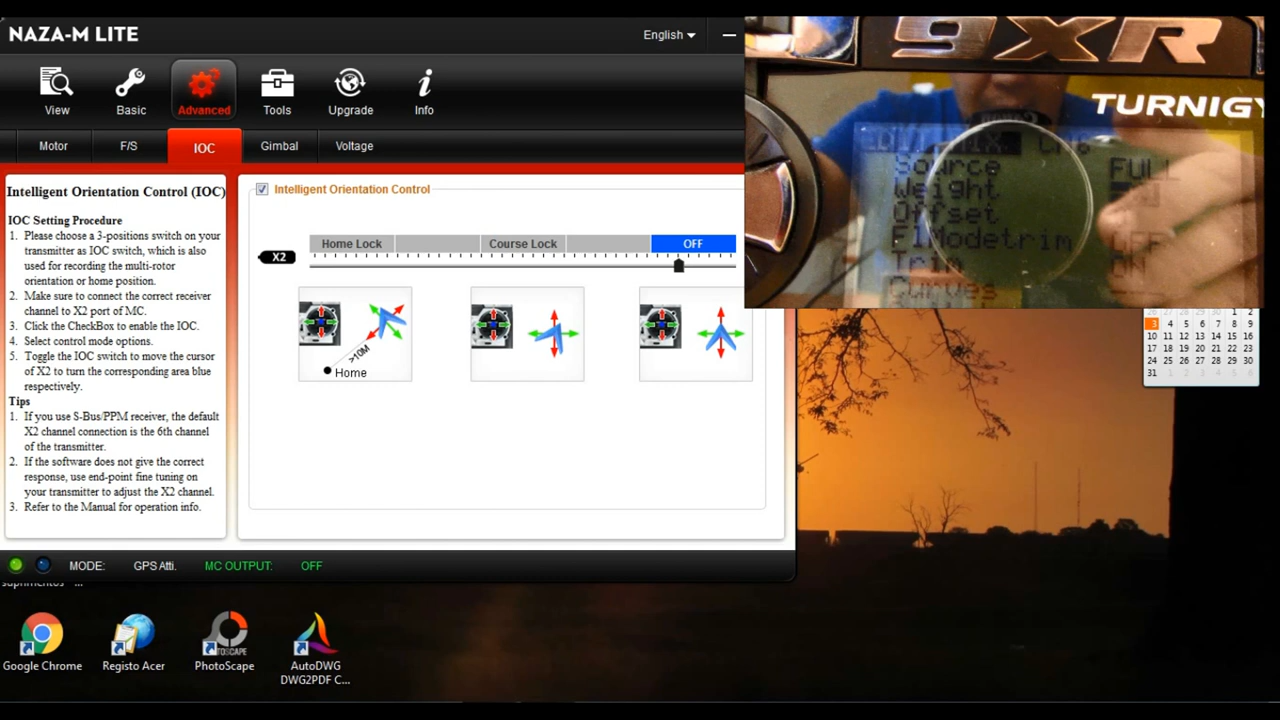 NAZA-M LITE
English
View
Basic
Advanced
Tools
Upgrade
Info
Motor
F/S
IOC
Gimbal
Voltage
Intelligent Orientation Control (IOC)
IOC Setting Procedure
1. Please choose a 3-positions switch on your
transmitter as IOC switch, which is also
used for recording the multi-rotor
orientation or home position.
2. Make sure to connect the correct receiver
channel to X2 port of MC.
3. Click the CheckBox to enable the IOC.
4. Select control mode options.
5. Toggle the IOC switch to move the cursor
of X2 to turn the corresponding area blue
respectively.
Tips
1. If you use S-Bus/PPM receiver, the default
X2 channel connection is the 6th channel
of the transmitter.
2. If the software does not give the correct
response, use end-point fine tuning on
your transmitter to adjust the X2 channel.
3. Refer to the Manual for operation info.
Intelligent Orientation Control
Home Lock
Course Lock
OFF
X2
>10M
Home
MODE:
GPS Atti.
MC OUTPUT:
OFF
9XR
TURNIGY
Source FULL
Weight
Offset
FlModetrim OFF
Trim ON
Curves
3 4 5 6 7 8 9
10 11 12 13 14 15 16
17 18 19 20 21 22 23
24 25 26 27 28 29 30
31
Google Chrome
Registo Acer
PhotoScape
AutoDWG
DWG2PDF C...